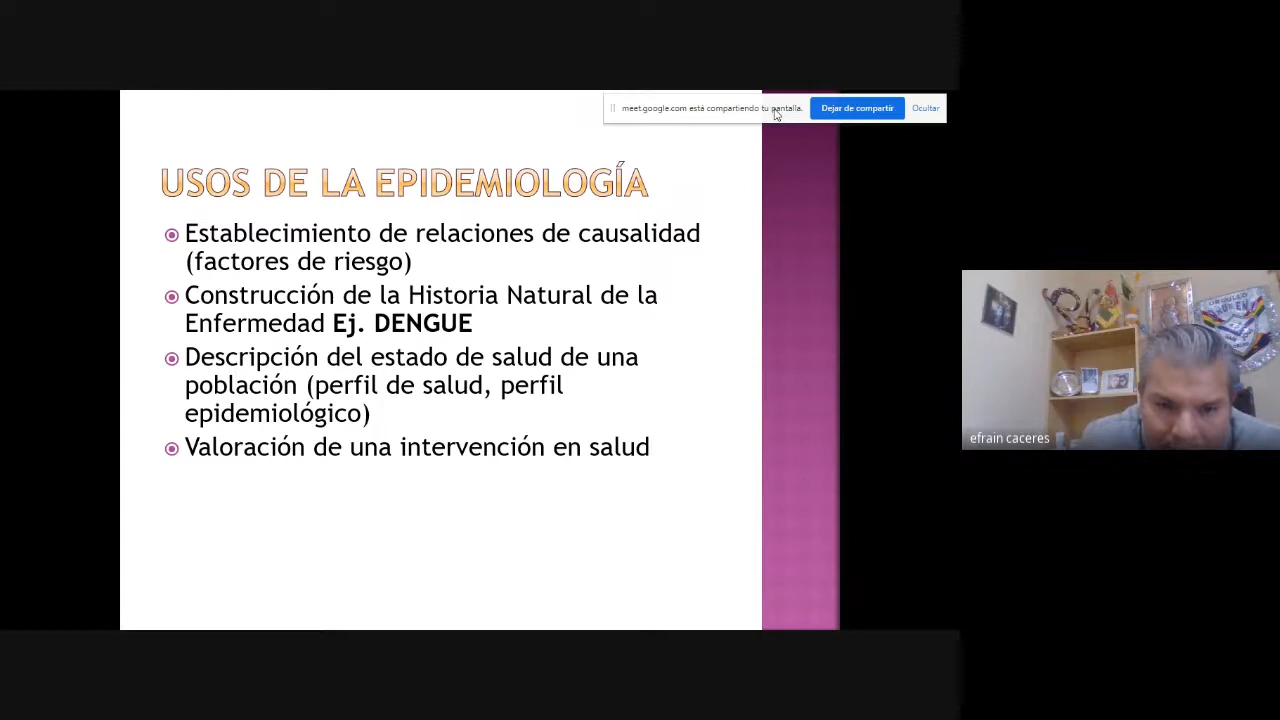 meet.google.com está compartiendo tu pantalla.
Dejar de compartir
Ocultar
USOS DE LA EPIDEMIOLOGÍA
Establecimiento de relaciones de causalidad
(factores de riesgo)
Construcción de la Historia Natural de la
Enfermedad Ej. DENGUE
Descripción del estado de salud de una
población (perfil de salud, perfil
epidemiológico)
Valoración de una intervención en salud
ORGULLO
efrain caceres